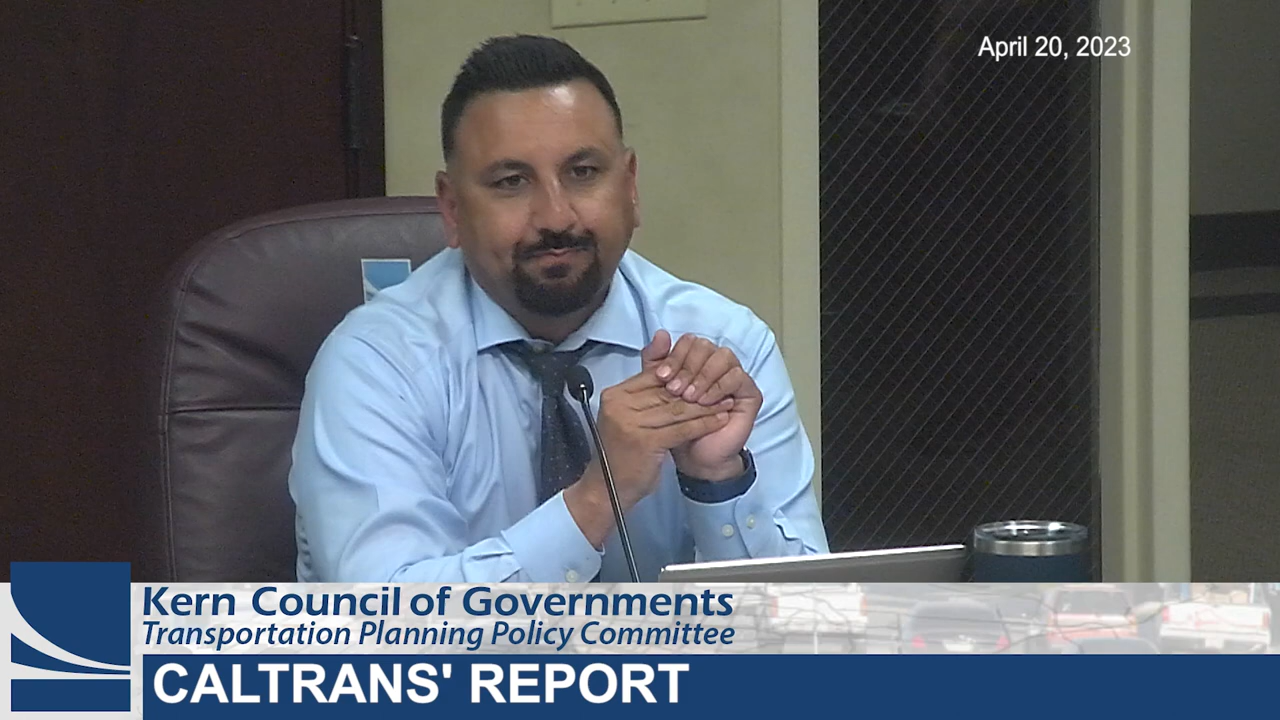 April 20, 2023
Kern Council of Governments
Transportation Planning Policy Committee
CALTRANS' REPORT